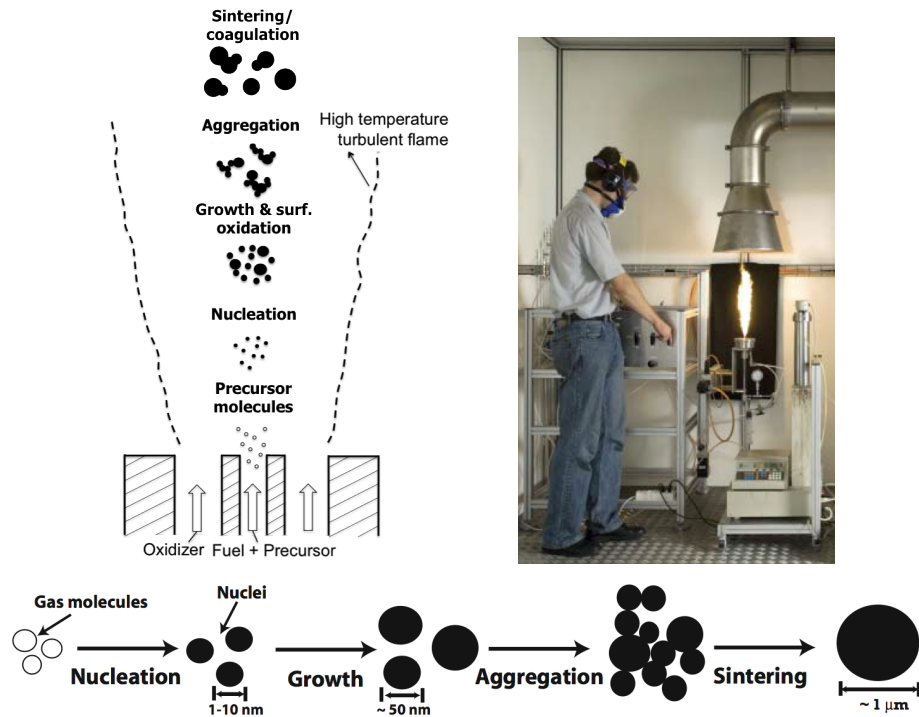 Sintering/
coagulation
Aggregation
High temperature
turbulent flame
Growth & surf.
oxidation
Nucleation
Precursor
molecules
Oxidizer Fuel + Precursor
Gas molecules
Nuclei
Nucleation
Growth
Aggregation
Sintering
1-10 nm
~ 50 nm
~ 1 μm